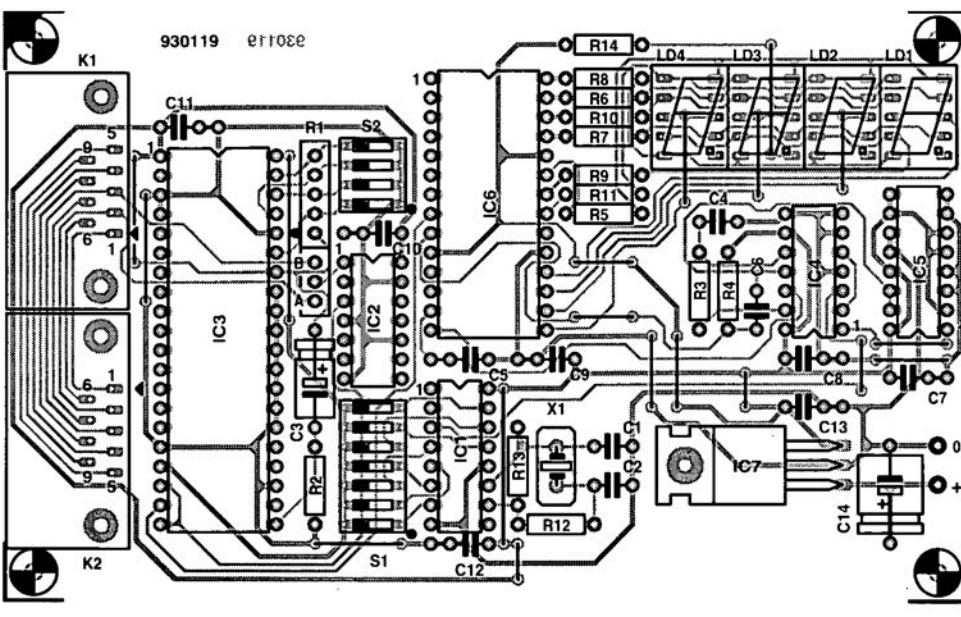 930119 930119
K1
C11
R1
S2
R14
LD4 LD3 LD2 LD1
1
R8
R6
R10
R7
R9
R11
R5
IC6
5
9
6
1
1
B
A
1
C10
IC3
IC2
C4
R3
R4
C6
IC4
1
IC5
C3
R2
C5
C9
C8
C7
6
1
9
5
K2
S1
1
IC1
C12
R13
X1
R12
C1
C2
IC7
C13
C14
0
+
+
+